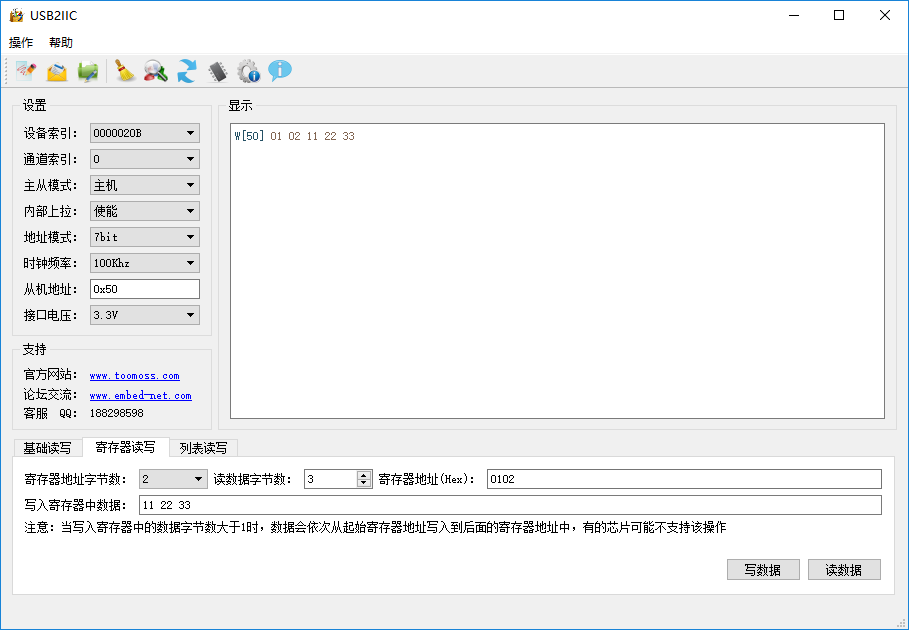 USB2IIC
操作 帮助
设置
设备索引： 0000020B
通道索引： 0
主从模式： 主机
内部上拉： 使能
地址模式： 7bit
时钟频率： 100Khz
从机地址： 0x50
接口电压： 3.3V
支持
官方网站： www.toomoss.com
论坛交流： www.embed-net.com
客服 QQ： 188298598
显示
W[50] 01 02 11 22 33
基础读写 寄存器读写 列表读写
寄存器地址字节数： 2 读数据字节数： 3 寄存器地址(Hex)： 0102
写入寄存器中数据： 11 22 33
注意：当写入寄存器中的数据字节数大于1时，数据会依次从起始寄存器地址写入到后面的寄存器地址中，有的芯片可能不支持该操作
写数据 读数据